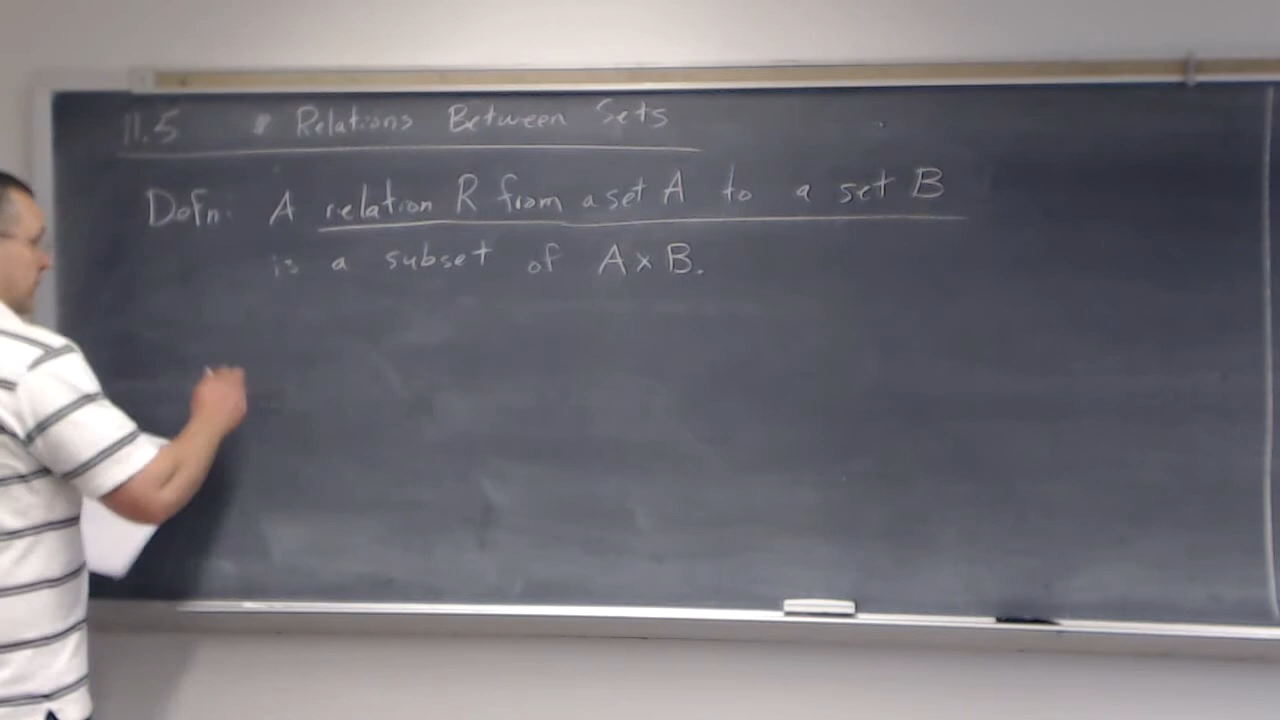 11.5 Relations Between Sets
Defn: A relation R from a set A to a set B
is a subset of A × B.